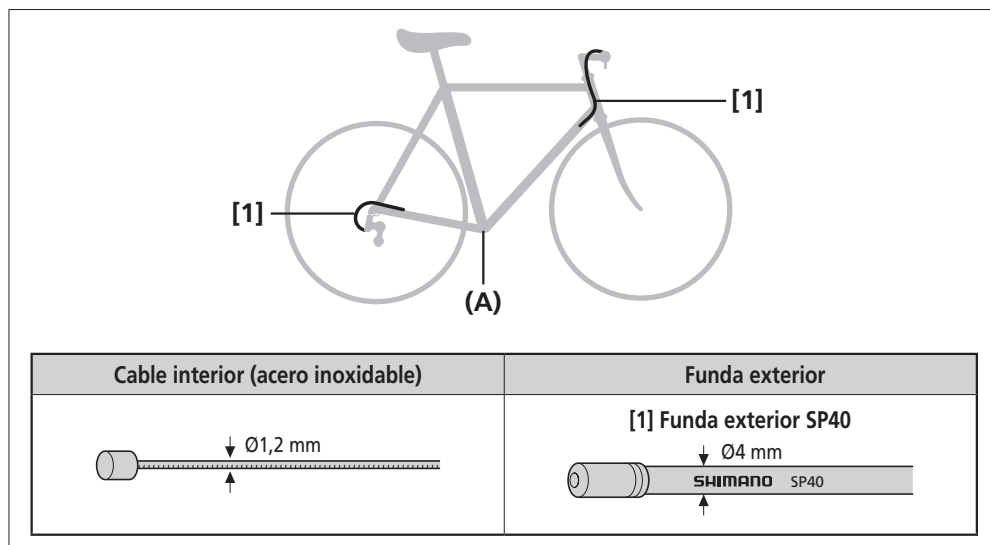 [1]
[1]
(A)
Cable interior (acero inoxidable)
Funda exterior
Ø1,2 mm
[1] Funda exterior SP40
Ø4 mm
SHIMANO SP40